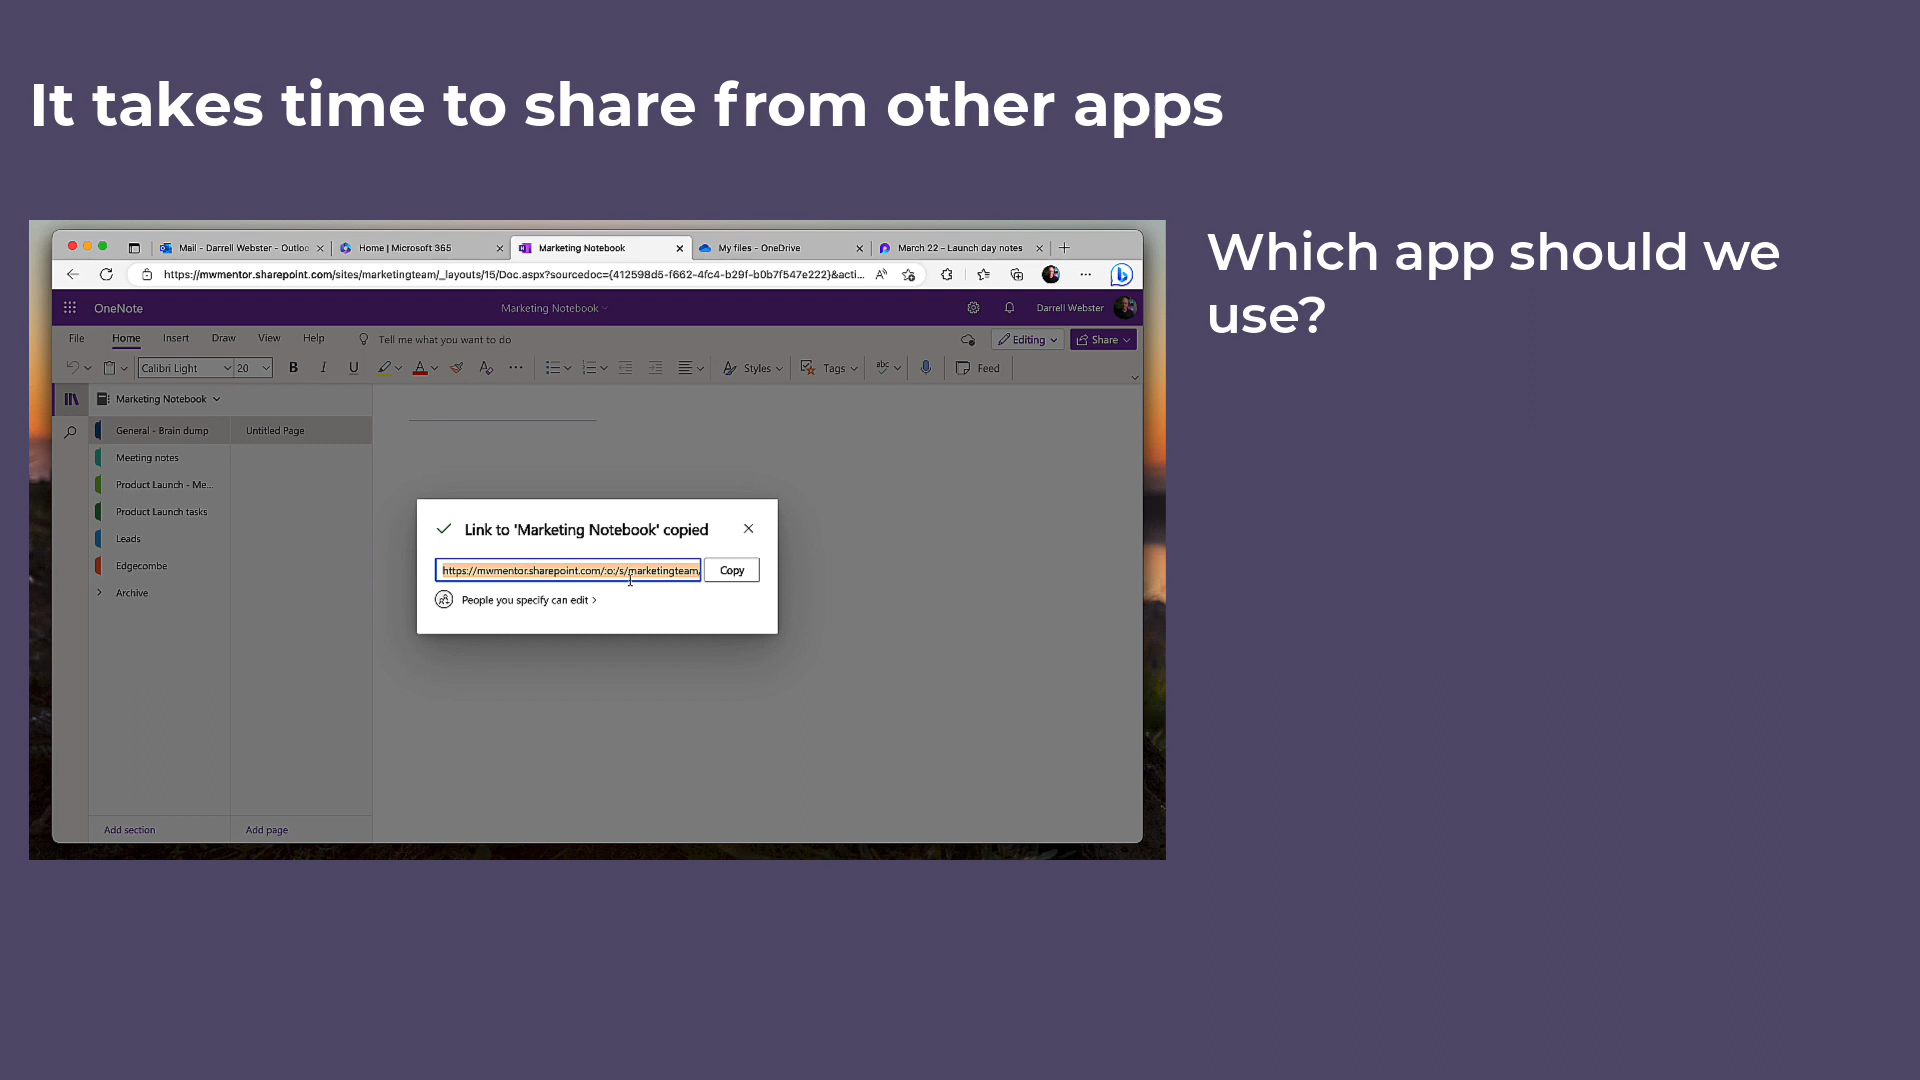 It takes time to share from other apps
Which app should we
use?
Mail - Darrell Webster - Outloo
Home | Microsoft 365
Marketing Notebook
My files - OneDrive
March 22 – Launch day notes
https://mwmentor.sharepoint.com/sites/marketingteam/_layouts/15/Doc.aspx?sourcedoc={412598d5-f662-4fc4-b29f-b0b7f547e222}&acti...
OneNote
Marketing Notebook
Darrell Webster
File Home Insert Draw View Help Tell me what you want to do
Editing
Share
Calibri Light 20 B I U A Styles Tags abc Feed
Marketing Notebook
General - Brain dump
Untitled Page
Meeting notes
Product Launch - Me...
Product Launch tasks
Leads
Edgecombe
Archive
Link to 'Marketing Notebook' copied
https://mwmentor.sharepoint.com/:o:/s/marketingteam/
Copy
People you specify can edit >
Add section
Add page